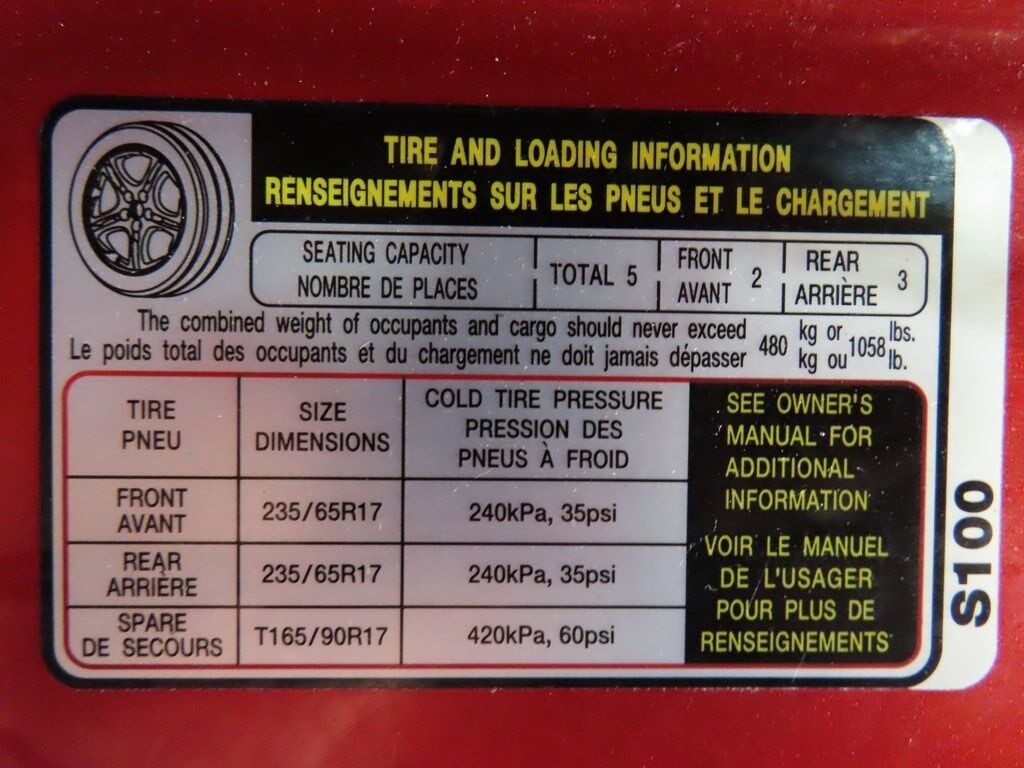 TIRE AND LOADING INFORMATION
RENSEIGNEMENTS SUR LES PNEUS ET LE CHARGEMENT
SEATING CAPACITY
NOMBRE DE PLACES
TOTAL 5
FRONT
AVANT
2
REAR
ARRIÈRE
3
The combined weight of occupants and cargo should never exceed 480 kg or 1058 lbs.
Le poids total des occupants et du chargement ne doit jamais dépasser kg ou lb.
TIRE
PNEU
SIZE
DIMENSIONS
COLD TIRE PRESSURE
PRESSION DES
PNEUS À FROID
FRONT
AVANT
235/65R17
240kPa, 35psi
REAR
ARRIÈRE
235/65R17
240kPa, 35psi
SPARE
DE SECOURS
T165/90R17
420kPa, 60psi
SEE OWNER'S
MANUAL FOR
ADDITIONAL
INFORMATION
VOIR LE MANUEL
DE L'USAGER
POUR PLUS DE
RENSEIGNEMENTS
S100